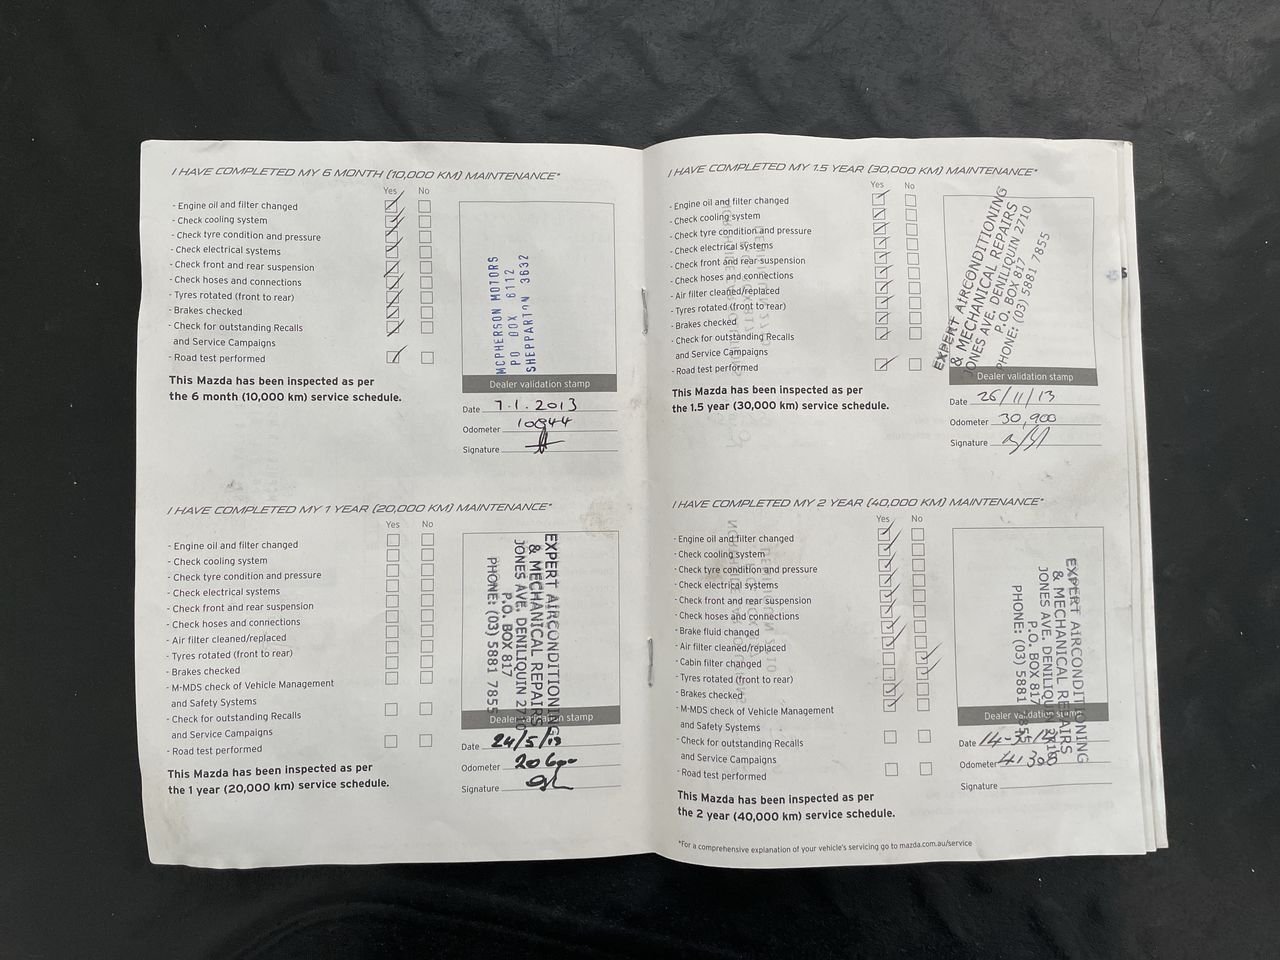 I HAVE COMPLETED MY 6 MONTH (10,000 KM) MAINTENANCE*
Yes No
- Engine oil and filter changed
- Check cooling system
- Check tyre condition and pressure
- Check electrical systems
- Check front and rear suspension
- Check hoses and connections
- Tyres rotated (front to rear)
- Brakes checked
- Check for outstanding Recalls
and Service Campaigns
- Road test performed
This Mazda has been inspected as per
the 6 month (10,000 km) service schedule.
MCPHERSON MOTORS
PO BOX 6112
SHEPPARTON 3632
Dealer validation stamp
Date 7.1.2013
Odometer 10944
Signature
I HAVE COMPLETED MY 1 YEAR (20,000 KM) MAINTENANCE*
Yes No
- Engine oil and filter changed
- Check cooling system
- Check tyre condition and pressure
- Check electrical systems
- Check front and rear suspension
- Check hoses and connections
- Air filter cleaned/replaced
- Tyres rotated (front to rear)
- Brakes checked
- M-MDS check of Vehicle Management
and Safety Systems
- Check for outstanding Recalls
and Service Campaigns
- Road test performed
This Mazda has been inspected as per
the 1 year (20,000 km) service schedule.
EXPERT AIRCONDITIONING
& MECHANICAL REPAIRS
JONES AVE. DENILIQUIN 2710
P.O. BOX 817
PHONE: (03) 5881 7855
Dealer validation stamp
Date 24/5/13
Odometer
Signature
I HAVE COMPLETED MY 1.5 YEAR (30,000 KM) MAINTENANCE*
Yes No
- Engine oil and filter changed
- Check cooling system
- Check tyre condition and pressure
- Check electrical systems
- Check front and rear suspension
- Check hoses and connections
- Air filter cleaned/replaced
- Tyres rotated (front to rear)
- Brakes checked
- Check for outstanding Recalls
and Service Campaigns
- Road test performed
This Mazda has been inspected as per
the 1.5 year (30,000 km) service schedule.
EXPERT AIRCONDITIONING
& MECHANICAL REPAIRS
JONES AVE. DENILIQUIN 2710
P.O. BOX 817
PHONE: (03) 5881 7855
Dealer validation stamp
Date 26/11/13
Odometer 30,900
Signature
I HAVE COMPLETED MY 2 YEAR (40,000 KM) MAINTENANCE*
Yes No
- Engine oil and filter changed
- Check cooling system
- Check tyre condition and pressure
- Check electrical systems
- Check front and rear suspension
- Check hoses and connections
- Brake fluid changed
- Air filter cleaned/replaced
- Cabin filter changed
- Tyres rotated (front to rear)
- Brakes checked
- M-MDS check of Vehicle Management
and Safety Systems
- Check for outstanding Recalls
and Service Campaigns
- Road test performed
This Mazda has been inspected as per
the 2 year (40,000 km) service schedule.
EXPERT AIRCONDITIONING
& MECHANICAL REPAIRS
JONES AVE. DENILIQUIN 2710
P.O. BOX 817
PHONE: (03) 5881
Dealer validation stamp
Date
Odometer
Signature
*For a comprehensive explanation of your vehicle's servicing go to mazda.com.au/service